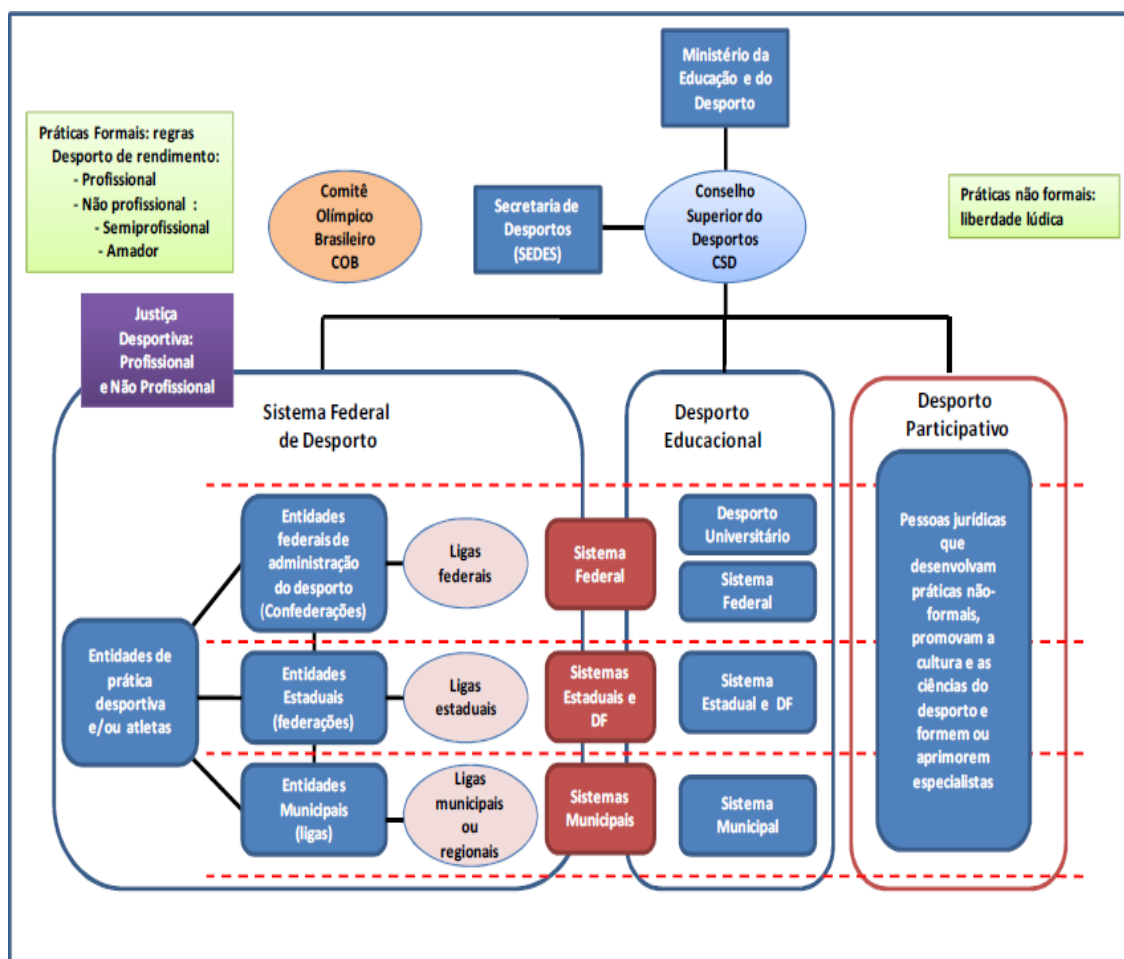 Ministério da
Educação e do
Desporto
Práticas Formais: regras
Desporto de rendimento:
- Profissional
- Não profissional :
- Semiprofissional
- Amador
Comitê
Olímpico
Brasileiro
COB
Secretaria de
Desportos
(SEDES)
Conselho
Superior do
Desportos
CSD
Práticas não formais:
liberdade lúdica
Justiça
Desportiva:
Profissional
e Não Profissional
Sistema Federal
de Desporto
Desporto
Educacional
Desporto
Participativo
Entidades
federais de
administração
do desporto
(Confederações)
Ligas
federais
Sistema
Federal
Desporto
Universitário
Sistema
Federal
Entidades de
prática
desportiva
e/ou atletas
Entidades
Estaduais
(federações)
Ligas
estaduais
Sistemas
Estaduais e
DF
Sistema
Estadual e DF
Entidades
Municipais
(ligas)
Ligas
municipais
ou
regionais
Sistemas
Municipais
Sistema
Municipal
Pessoas jurídicas
que
desenvolvam
práticas não-
formais,
promovam a
cultura e as
ciências do
desporto e
formem ou
aprimorem
especialistas